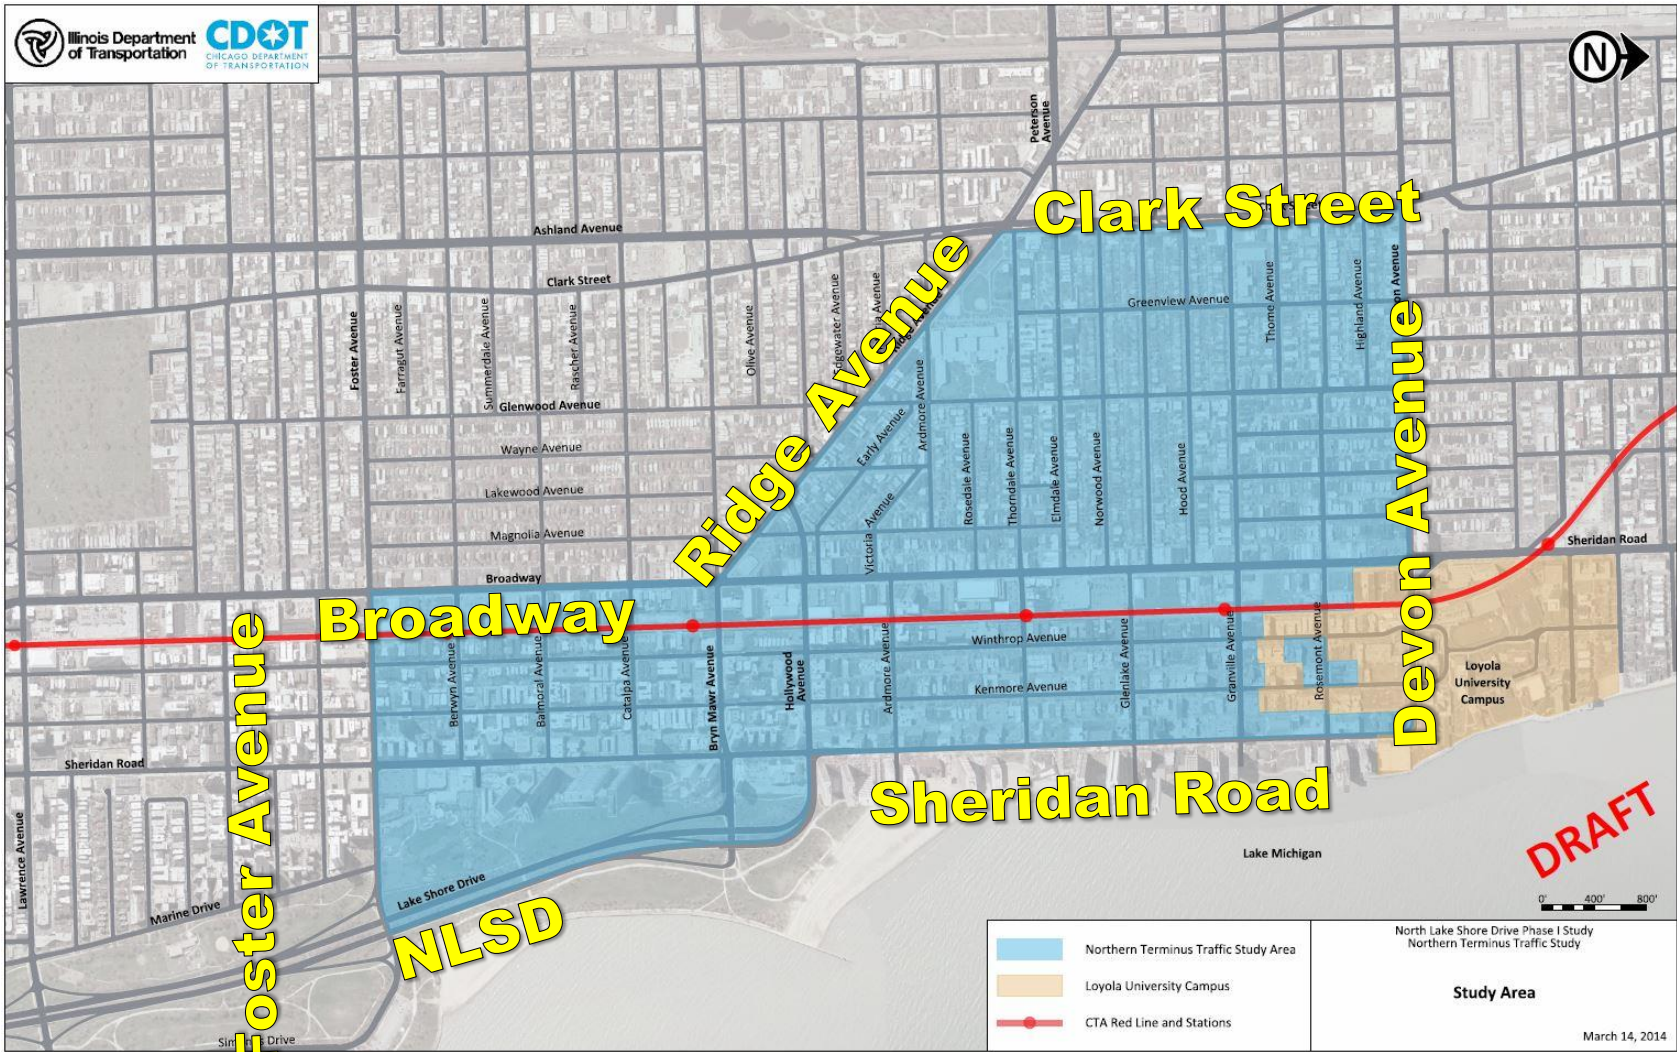 Illinois Department
of Transportation
CDOT
CHICAGO DEPARTMENT
OF TRANSPORTATION
N
Peterson
Avenue
Clark Street
Ashland Avenue
Clark Street
Ridge Avenue
Greenview Avenue
Thome Avenue
Highland Avenue
Devon Avenue
Foster Avenue
Farragut Avenue
Summerdale Avenue
Rascher Avenue
Olive Avenue
Glenwood Avenue
Wayne Avenue
Lakewood Avenue
Magnolia Avenue
Broadway
Early Avenue
Ardmore Avenue
Victoria Avenue
Rosedale Avenue
Thorndale Avenue
Elmdale Avenue
Norwood Avenue
Hood Avenue
Sheridan Road
Broadway
Foster Avenue
Berwyn Avenue
Balmoral Avenue
Catalpa Avenue
Bryn Mawr Avenue
Hollywood
Avenue
Ardmore Avenue
Winthrop Avenue
Kenmore Avenue
Glenlake Avenue
Granville Avenue
Rosemont Avenue
Loyola
University
Campus
Sheridan Road
Sheridan Road
Lawrence Avenue
Marine Drive
Lake Shore Drive
NLSD
Lake Michigan
DRAFT
0' 400' 800'
Northern Terminus Traffic Study Area
Loyola University Campus
CTA Red Line and Stations
North Lake Shore Drive Phase I Study
Northern Terminus Traffic Study
Study Area
March 14, 2014